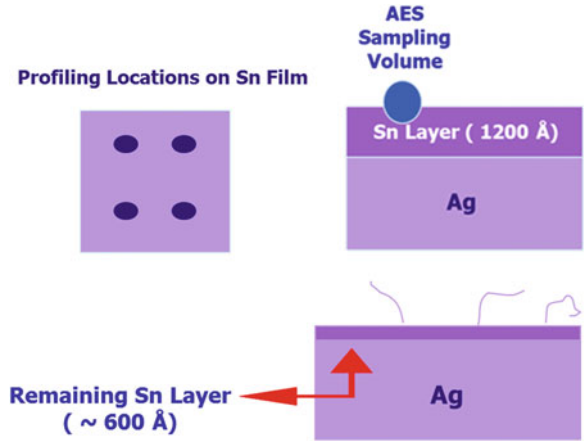 AES
Sampling
Volume
Profiling Locations on Sn Film
Sn Layer ( 1200 Å)
Ag
Remaining Sn Layer
( ~ 600 Å)
Ag